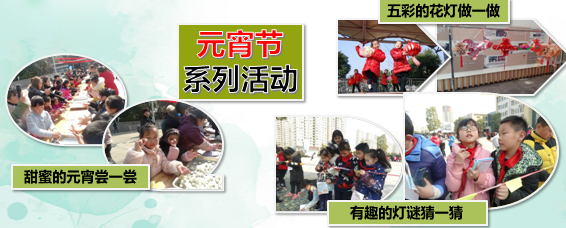 五彩的花灯做一做
元宵节
系列活动
甜蜜的元宵尝一尝
有趣的灯谜猜一猜